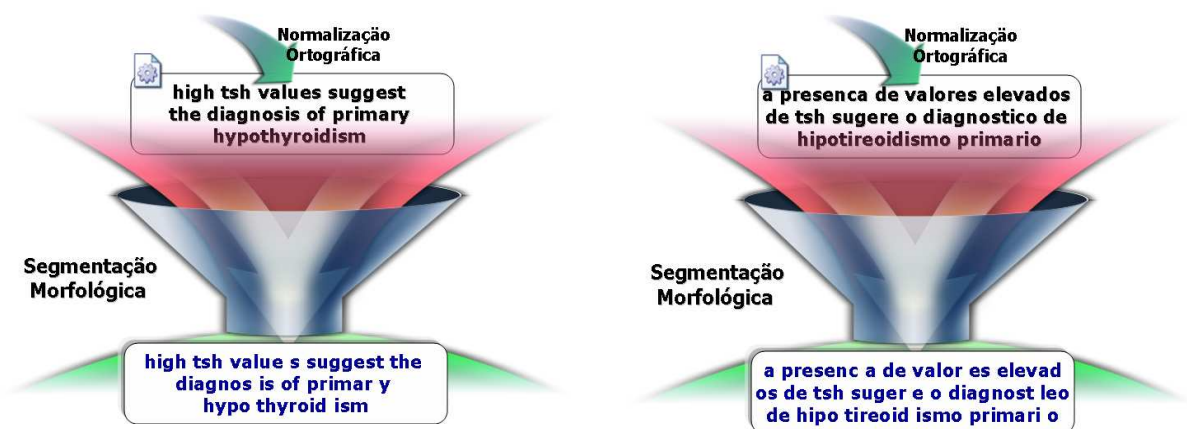 Normalização
Ortográfica
high tsh values suggest
the diagnosis of primary
hypothyroidism
Segmentação
Morfológica
high tsh value s suggest the
diagnos is of primar y
hypo thyroid ism
Normalização
Ortográfica
a presenca de valores elevados
de tsh sugere o diagnostico de
hipotireoidismo primario
Segmentação
Morfológica
a presenc a de valor es elevad
os de tsh suger e o diagnost leo
de hipo tireoid ismo primari o